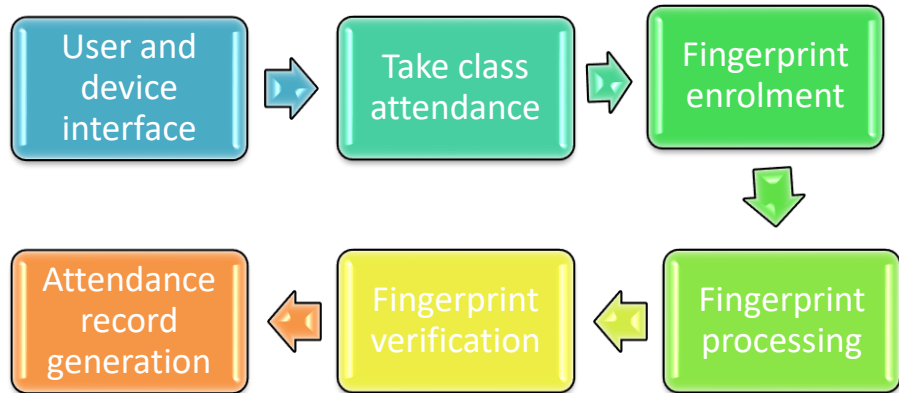 User and
device
interface
Take class
attendance
Fingerprint
enrolment
Fingerprint
processing
Fingerprint
verification
Attendance
record
generation